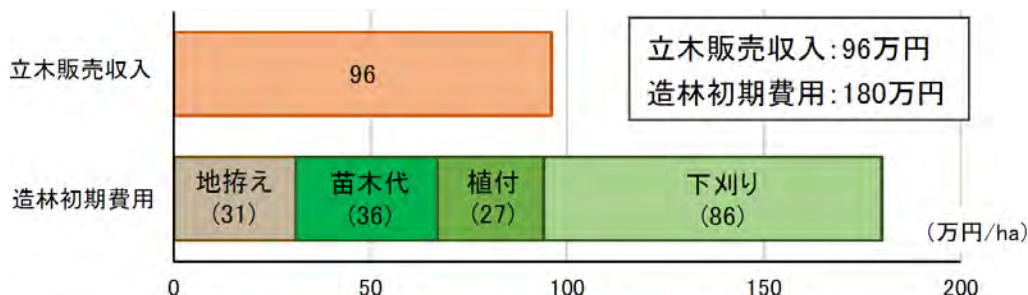 立木販売収入
96
立木販売収入:96万円
造林初期費用:180万円
造林初期費用
地拵え
(31)
苗木代
(36)
植付
(27)
下刈り
(86)
(万円/ha)
0
50
100
150
200